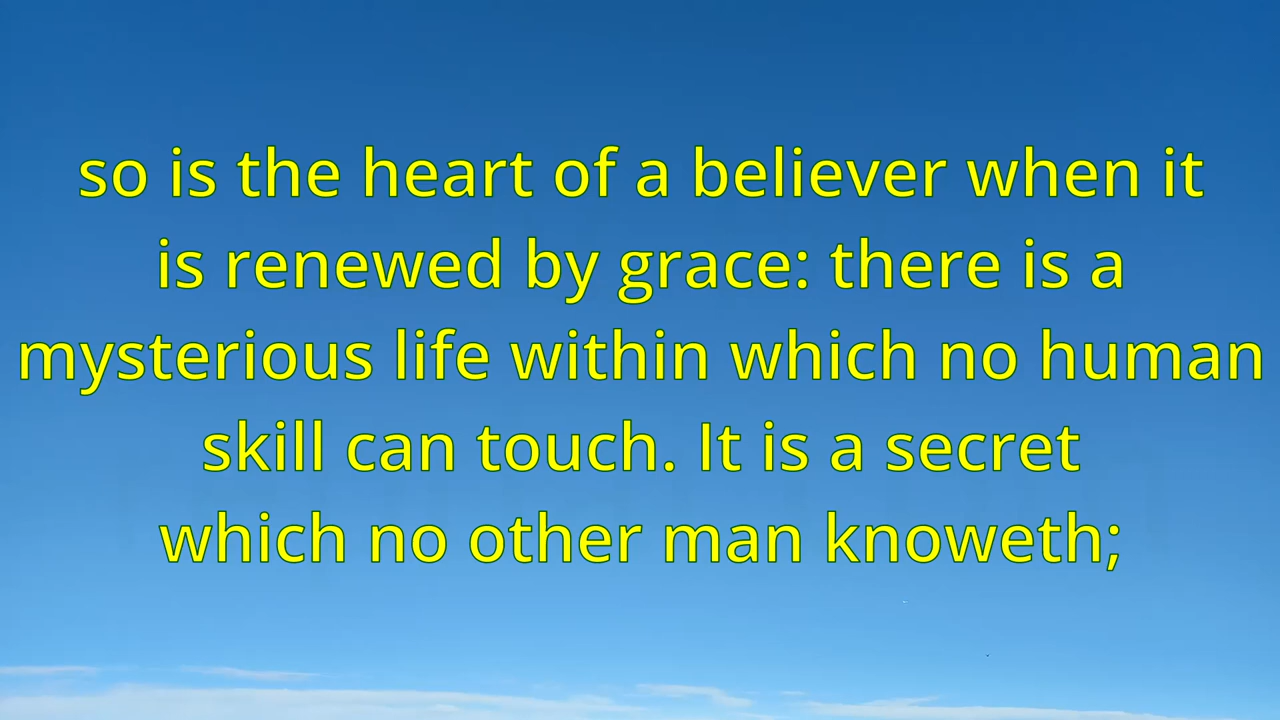 so is the heart of a believer when it
is renewed by grace: there is a
mysterious life within which no human
skill can touch. It is a secret
which no other man knoweth;